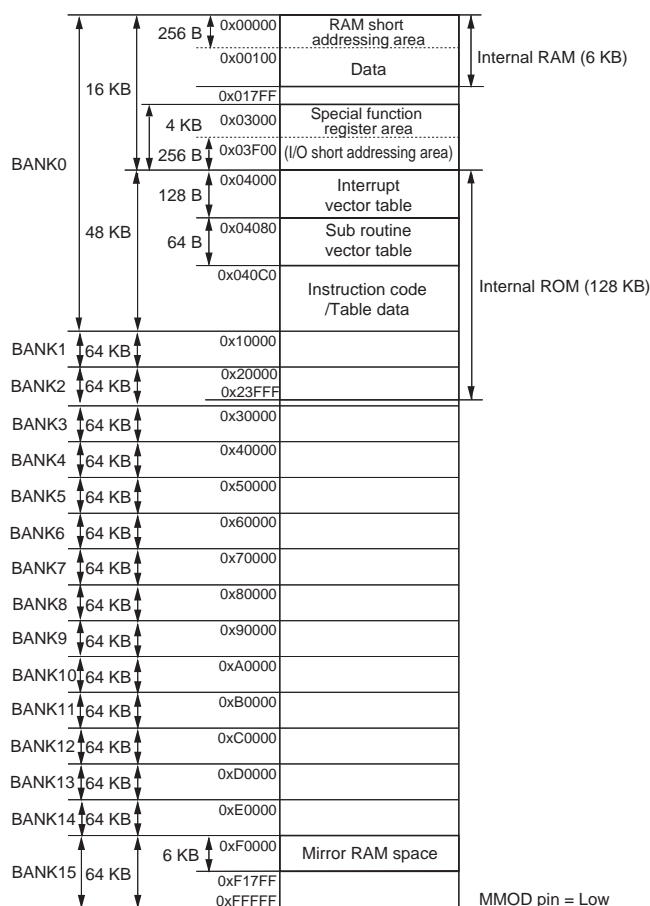 0x00000
RAM short
addressing area
256 B
0x00100
Data
Internal RAM (6 KB)
16 KB
0x017FF
4 KB
0x03000
Special function
register area
BANK0
256 B
0x03F00
(I/O short addressing area)
0x04000
Interrupt
vector table
128 B
48 KB
0x04080
Sub routine
vector table
64 B
0x040C0
Instruction code
/Table data
Internal ROM (128 KB)
BANK1 64 KB 0x10000
BANK2 64 KB 0x20000
0x23FFF
BANK3 64 KB 0x30000
BANK4 64 KB 0x40000
BANK5 64 KB 0x50000
BANK6 64 KB 0x60000
BANK7 64 KB 0x70000
BANK8 64 KB 0x80000
BANK9 64 KB 0x90000
BANK10 64 KB 0xA0000
BANK11 64 KB 0xB0000
BANK12 64 KB 0xC0000
BANK13 64 KB 0xD0000
BANK14 64 KB 0xE0000
6 KB 0xF0000 Mirror RAM space
BANK15 64 KB
0xF17FF
0xFFFFF
MMOD pin = Low